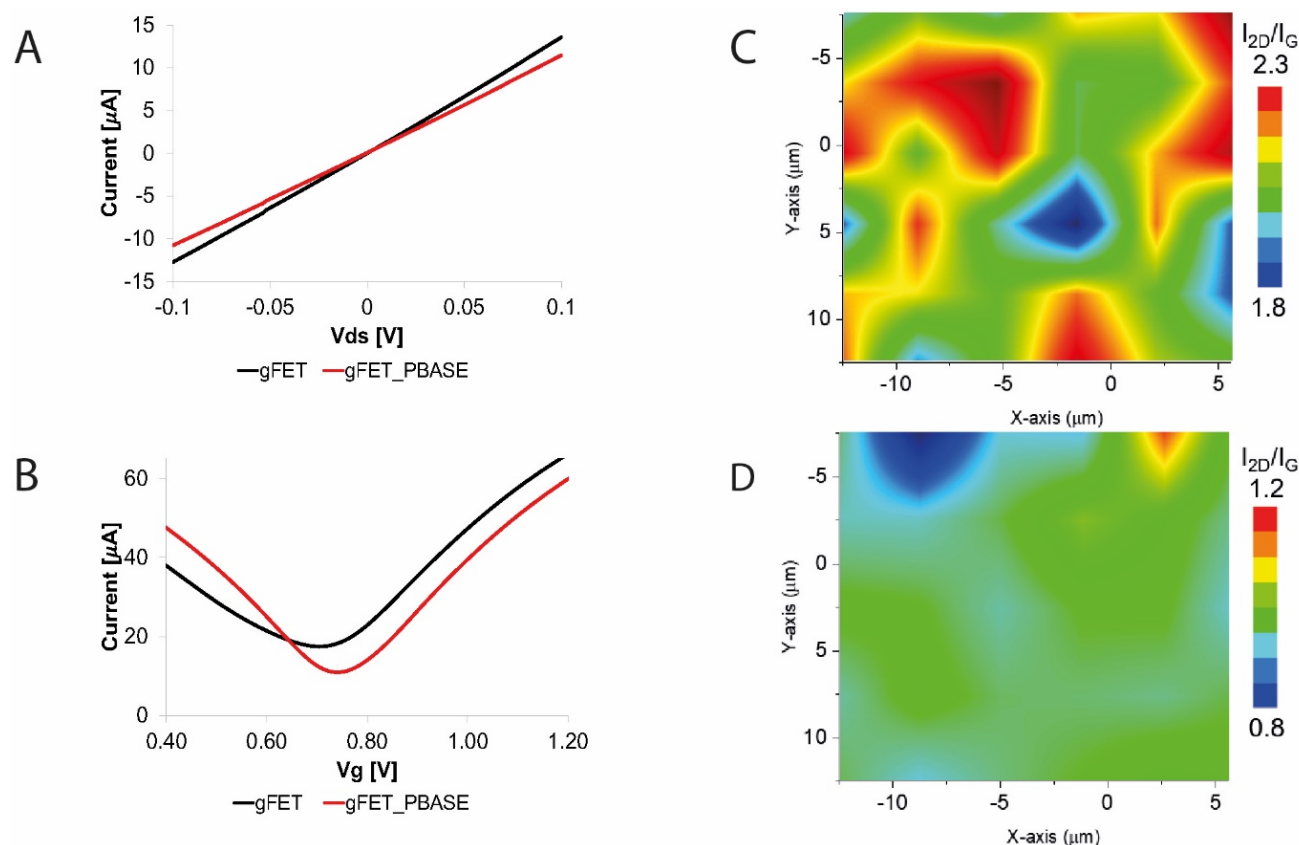 A
15
10
5
0
-5
-10
-15
Current [µA]
-0.1
-0.05
0
0.05
0.1
Vds [V]
gFET
gFET_PBASE
B
60
40
20
0
Current [µA]
0.40
0.60
0.80
1.00
1.20
Vg [V]
gFET
gFET_PBASE
C
-5
0
5
10
Y-axis (µm)
-10
-5
0
5
X-axis (µm)
I2D/IG
2.3
1.8
D
-5
0
5
10
Y-axis (µm)
-10
-5
0
5
X-axis (µm)
I2D/IG
1.2
0.8